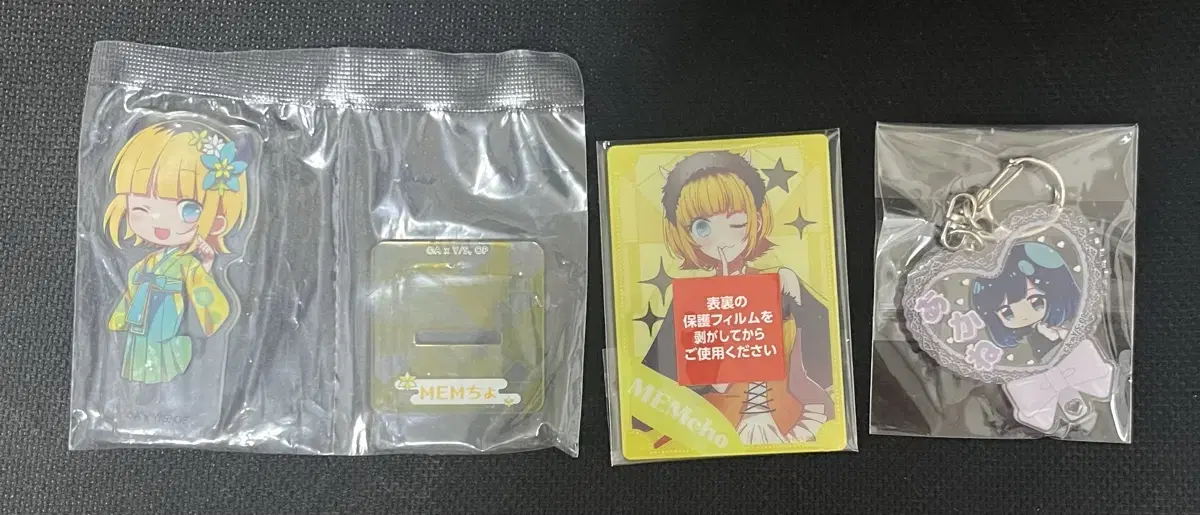 ©A x Y/S, OP
MEMちょ
表裏の
保護フィルムを
剥がしてから
ご使用ください
MEMcho
あかね